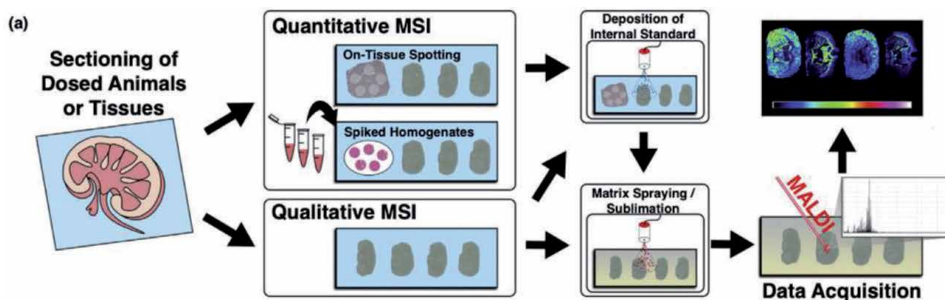 (a)
Sectioning of
Dosed Animals
or Tissues
Quantitative MSI
On-Tissue Spotting
Spiked Homogenates
Qualitative MSI
Deposition of
Internal Standard
Matrix Spraying /
Sublimation
MALDI
Data Acquisition